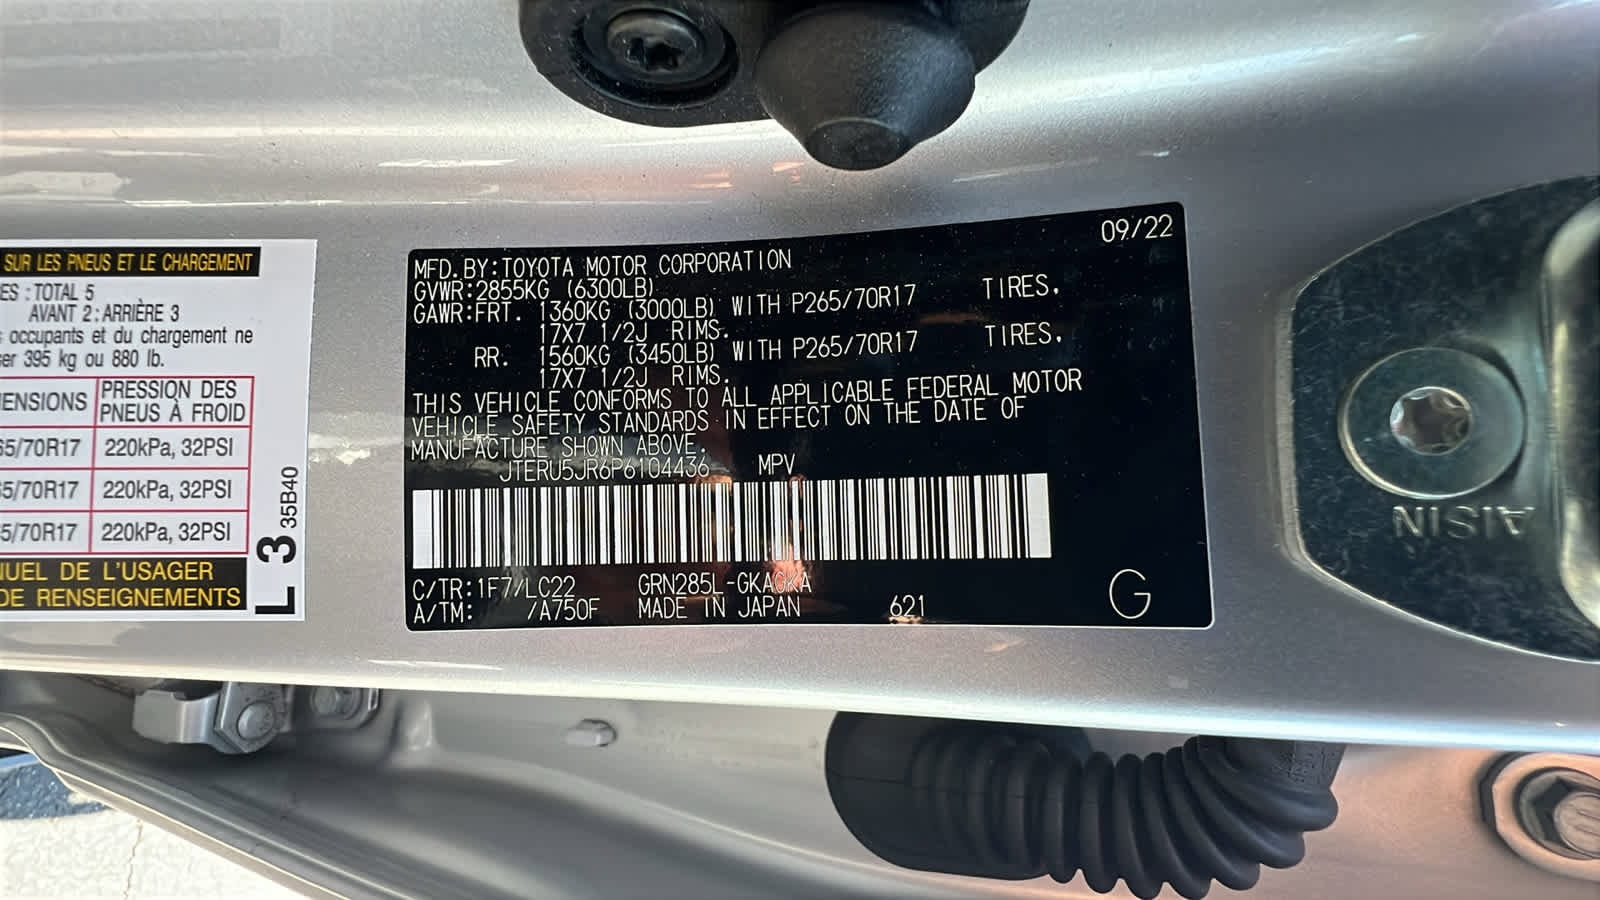 SUR LES PNEUS ET LE CHARGEMENT
ES : TOTAL 5
AVANT 2 : ARRIÈRE 3
occupants et du chargement ne
ser 395 kg ou 880 lb.
ENSIONS PRESSION DES
PNEUS À FROID
65/70R17 220kPa, 32PSI
65/70R17 220kPa, 32PSI
65/70R17 220kPa, 32PSI
NUEL DE L'USAGER
DE RENSEIGNEMENTS
L 3 35B40
09/22
MFD. BY: TOYOTA MOTOR CORPORATION
GVWR: 2855KG (6300LB)
GAWR: FRT. 1360KG (3000LB) WITH P265/70R17 TIRES,
17X7 1/2J RIMS.
RR. 1560KG (3450LB) WITH P265/70R17 TIRES,
17X7 1/2J RIMS.
THIS VEHICLE CONFORMS TO ALL APPLICABLE FEDERAL MOTOR
VEHICLE SAFETY STANDARDS IN EFFECT ON THE DATE OF
MANUFACTURE SHOWN ABOVE.
JTERU5JR6P6104436 MPV
C/TR: 1F7/LC22 GRN285L-GKAGKA
A/TM: /A750F MADE IN JAPAN 621
G
AISIN